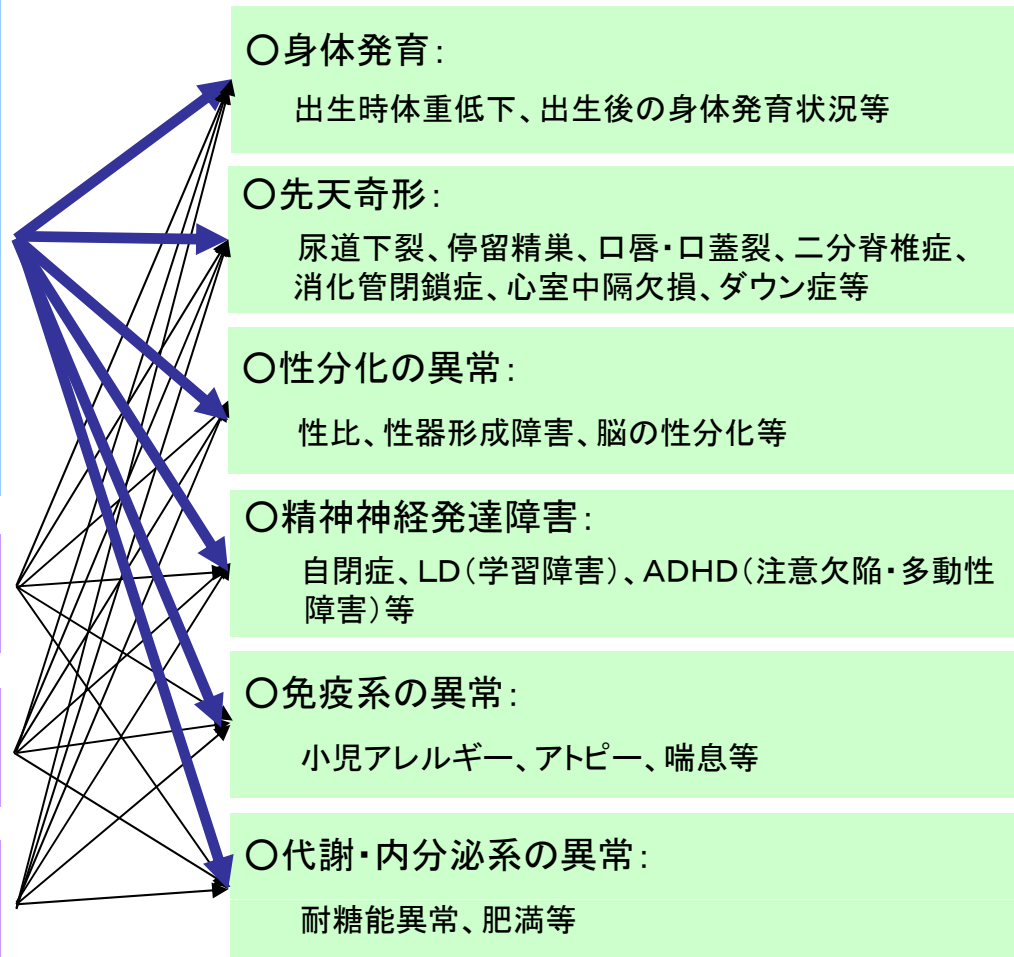 〇身体発育：
出生時体重低下、出生後の身体発育状況等
〇先天奇形：
尿道下裂、停留精巣、口唇・口蓋裂、二分脊椎症、
消化管閉鎖症、心室中隔欠損、ダウン症等
〇性分化の異常：
性比、性器形成障害、脳の性分化等
〇精神神経発達障害：
自閉症、LD（学習障害）、ADHD（注意欠陥・多動性
障害）等
〇免疫系の異常：
小児アレルギー、アトピー、喘息等
〇代謝・内分泌系の異常：
耐糖能異常、肥満等